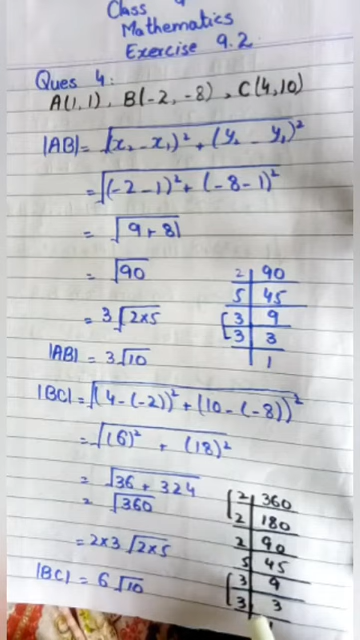 Class 9
Mathematics
Exercise 9.2
Ques 4:
A(1,1), B(-2,-8), C(4,10)
|AB| = √(x₂ - x₁)² + (y₂ - y₁)²
= √(-2-1)² + (-8-1)²
= √9+81
= √90
= 3√2×5
|AB| = 3√10
2 | 90
5 | 45
3 | 9
3 | 3
1
|BC| = √(4-(-2))² + (10-(-8))²
= √(6)² + (18)²
= √36 + 324
= √360
= 2×3√2×5
|BC| = 6√10
2 | 360
2 | 180
2 | 90
5 | 45
3 | 9
3 | 3